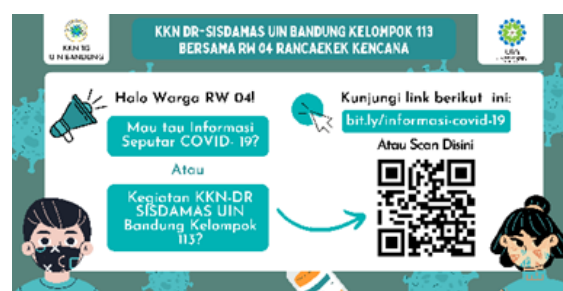 KKN DR-SISDAMAS UIN BANDUNG KELOMPOK 113
BERSAMA RW 04 RANCAEKEK KENCANA
KKN 113
UIN BANDUNG
Halo Warga RW 04!
Mau tau Informasi
Seputar COVID- 19?
Atau
Kegiatan KKN-DR
SISDAMAS UIN
Bandung Kelompok
113?
Kunjungi link berikut ini:
bit.ly/informasi-covid-19
Atau Scan Disini